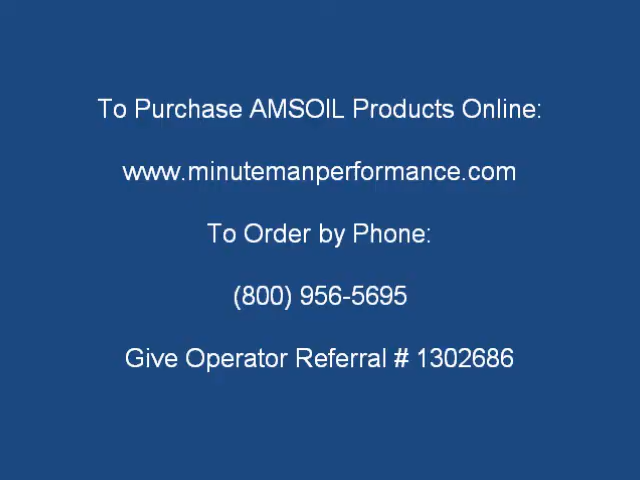 To Purchase AMSOIL Products Online:
www.minutemanperformance.com
To Order by Phone:
(800) 956-5695
Give Operator Referral # 1302686